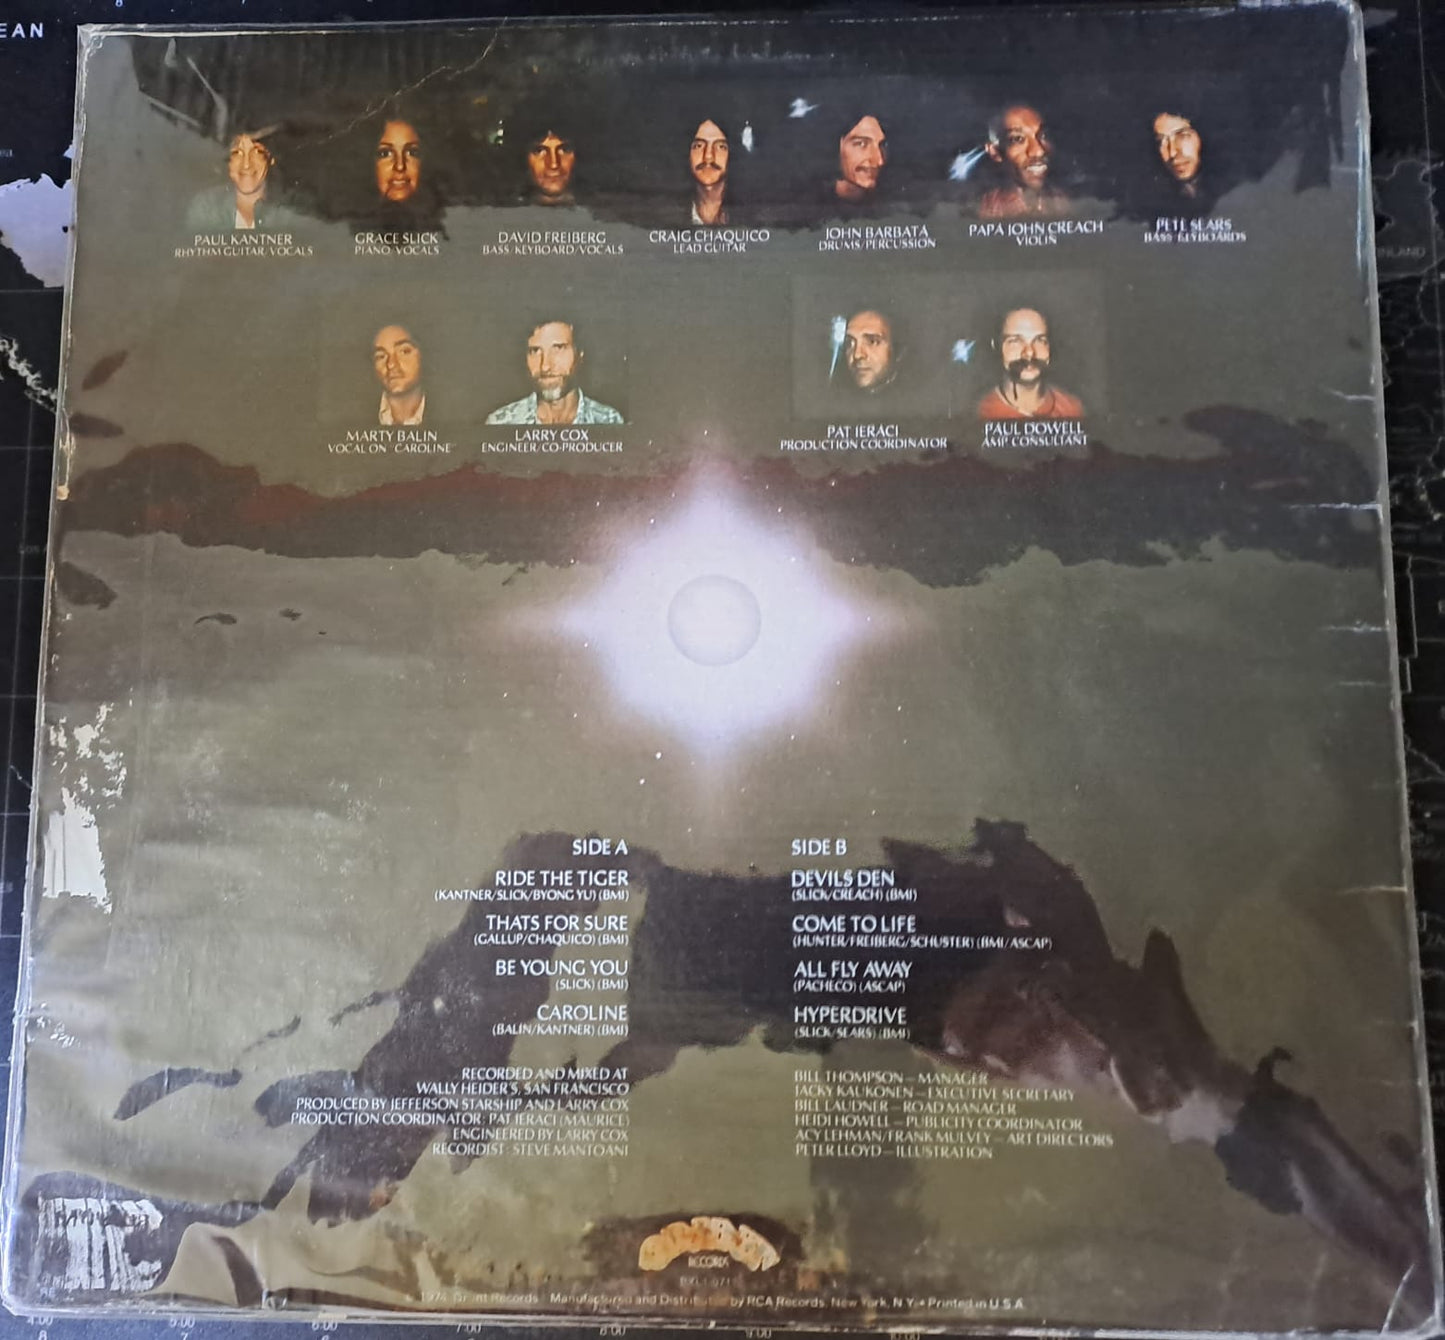 EAN
PAUL KANTNER
RHYTHM GUITAR/VOCALS
GRACE SLICK
PIANO/VOCALS
DAVID FREIBERG
BASS/KEYBOARD/VOCALS
CRAIG CHAQUICO
LEAD GUITAR
JOHN BARBATA
DRUMS/PERCUSSION
PAPA JOHN CREACH
VIOLIN
PETE SEARS
BASS/KEYBOARDS
MARTY BALIN
VOCAL ON "CAROLINE"
LARRY COX
ENGINEER/CO-PRODUCER
PAT IERACI
PRODUCTION COORDINATOR
PAUL DOWELL
AMP CONSULTANT
SIDE A
RIDE THE TIGER
(KANTNER/SLICK/BYONG YU) (BMI)
THATS FOR SURE
(GALLUP/CHAQUICO) (BMI)
BE YOUNG YOU
(SLICK) (BMI)
CAROLINE
(BALIN/KANTNER) (BMI)
RECORDED AND MIXED AT
WALLY HEIDER'S, SAN FRANCISCO
PRODUCED BY JEFFERSON STARSHIP AND LARRY COX
PRODUCTION COORDINATOR: PAT IERACI (MAURICE)
ENGINEERED BY LARRY COX
RECORDIST: STEVE MANTOANI
SIDE B
DEVILS DEN
(SLICK/CREACH) (BMI)
COME TO LIFE
(HUNTER/FREIBERG/SCHUSTER) (BMI/ASCAP)
ALL FLY AWAY
(PACHECO) (ASCAP)
HYPERDRIVE
(SLICK/SEARS) (BMI)
BILL THOMPSON – MANAGER
JACKY KAUKONEN – EXECUTIVE SECRETARY
BILL LAUDNER – ROAD MANAGER
HEIDI HOWELL – PUBLICITY COORDINATOR
ACY LEHMAN/FRANK MULVEY – ART DIRECTORS
PETER LLOYD – ILLUSTRATION
RECORDS
1974 Grunt Records Manufactured and Distributed by RCA Records, New York, N.Y. • Printed in U.S.A.